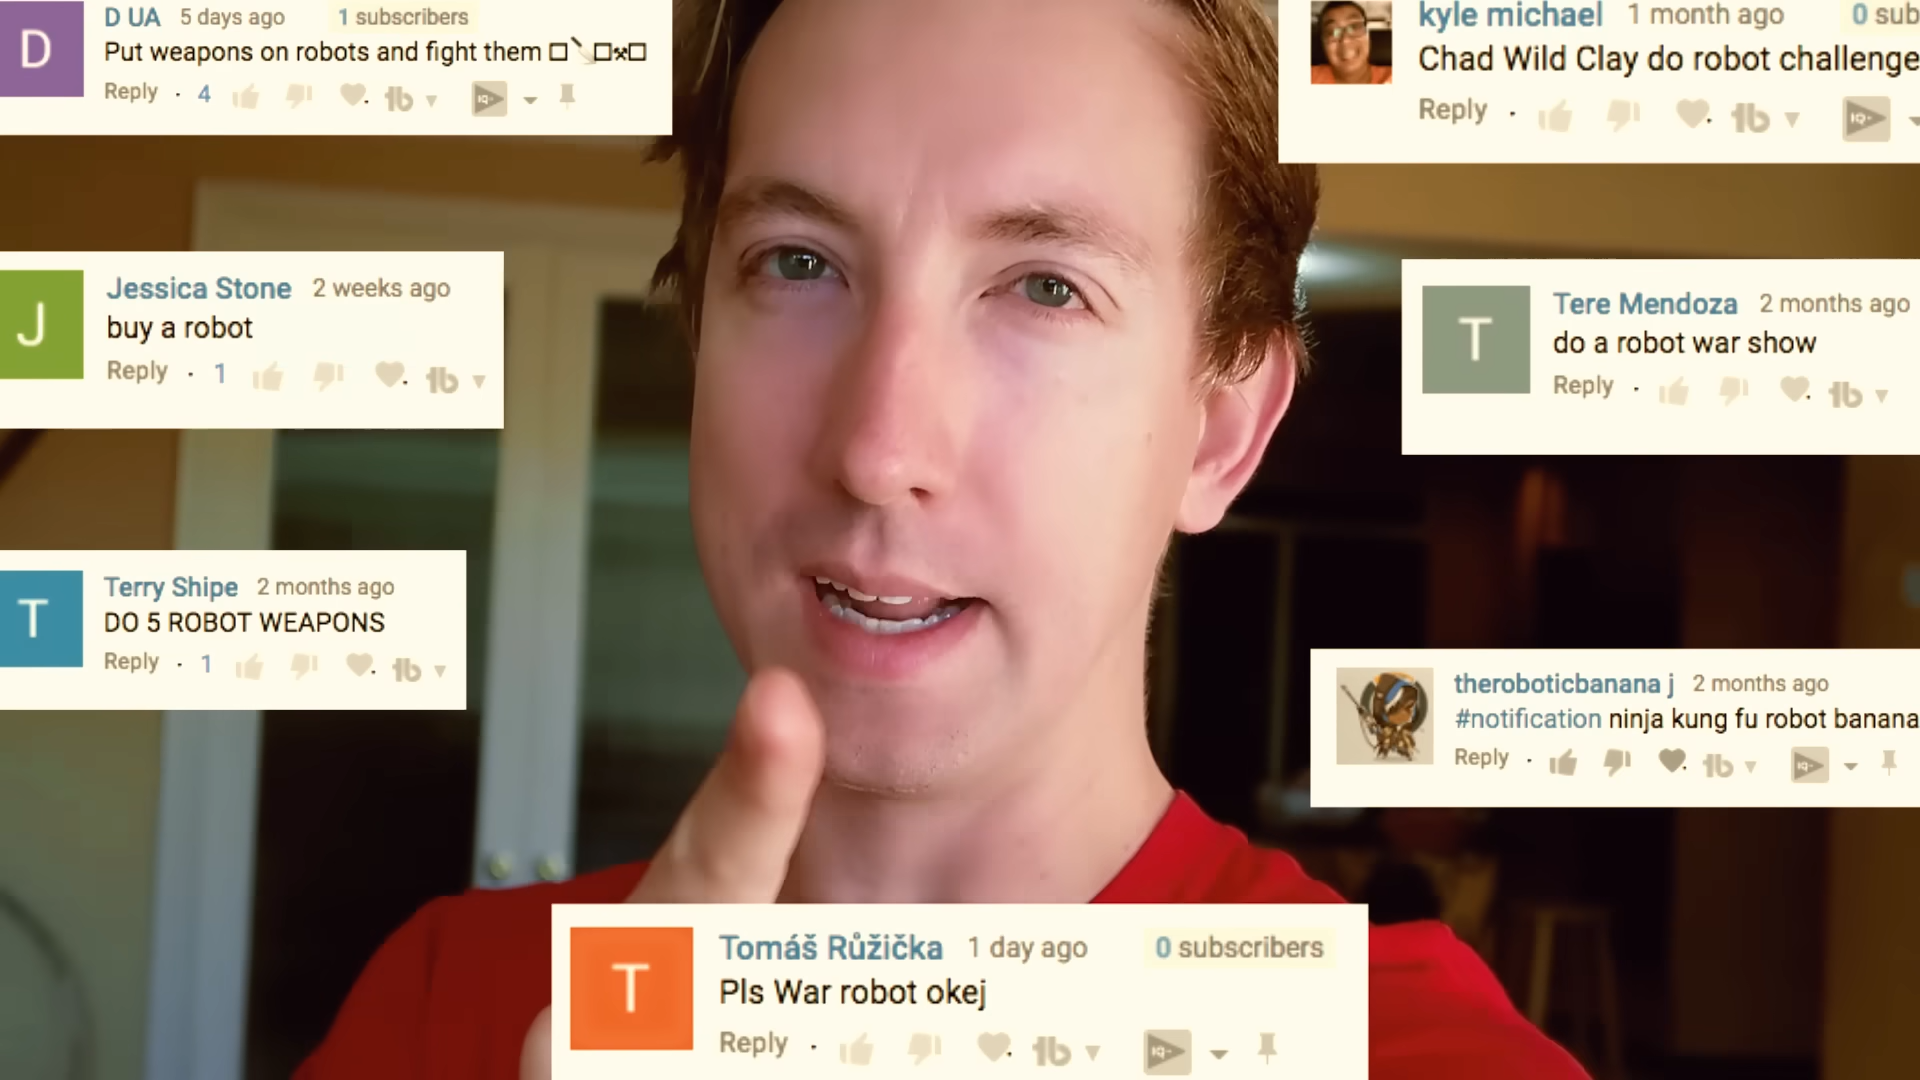 D
D UA 5 days ago 1 subscribers
Put weapons on robots and fight them
Reply · 4
kyle michael 1 month ago 0 sub
Chad Wild Clay do robot challenge
Reply ·
J
Jessica Stone 2 weeks ago
buy a robot
Reply · 1
T
Tere Mendoza 2 months ago
do a robot war show
Reply ·
T
Terry Shipe 2 months ago
DO 5 ROBOT WEAPONS
Reply · 1
theroboticbanana j 2 months ago
#notification ninja kung fu robot banana
Reply ·
T
Tomáš Růžička 1 day ago 0 subscribers
Pls War robot okej
Reply ·